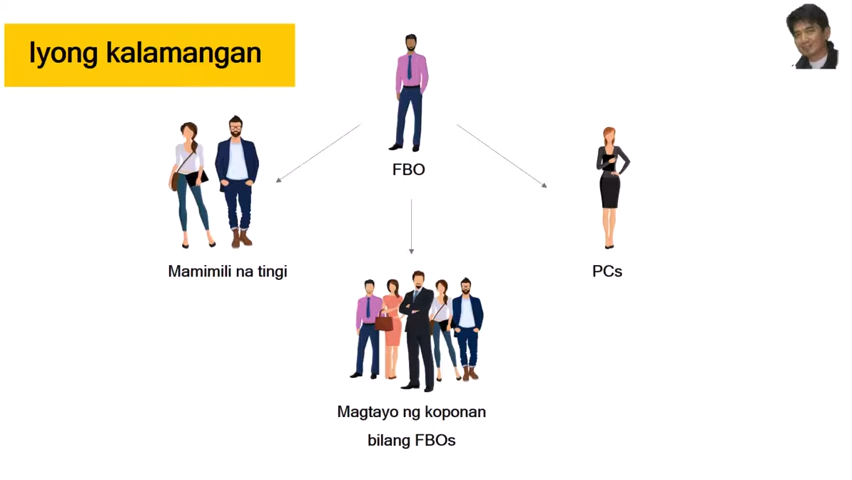 Iyong kalamangan
FBO
Mamimili na tingi
PCs
Magtayo ng koponan
bilang FBOs